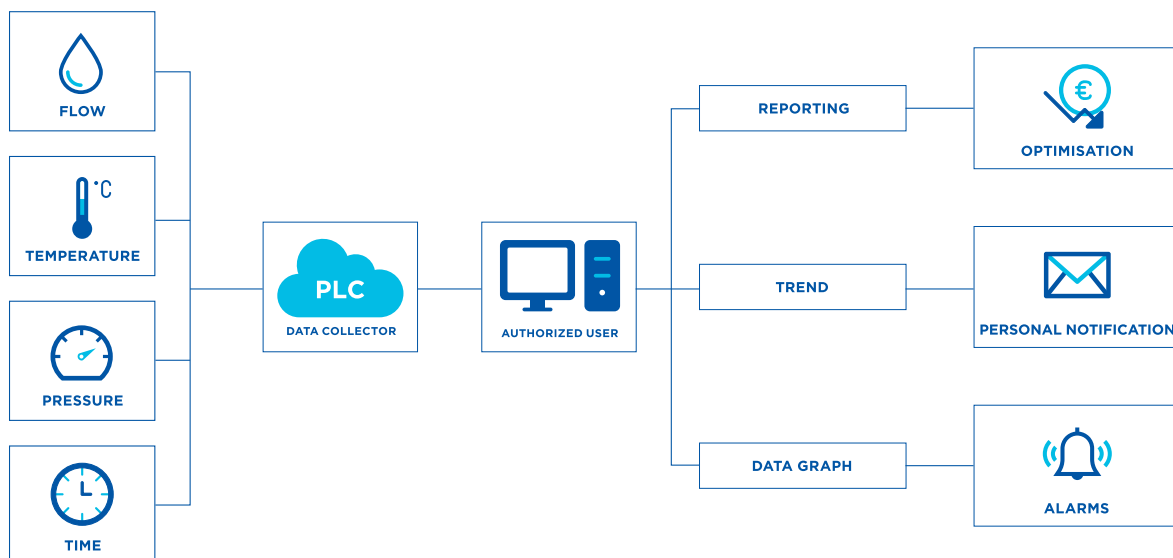 FLOW
°C
TEMPERATURE
PRESSURE
TIME
PLC
DATA COLLECTOR
AUTHORIZED USER
REPORTING
TREND
DATA GRAPH
€
OPTIMISATION
PERSONAL NOTIFICATION
ALARMS